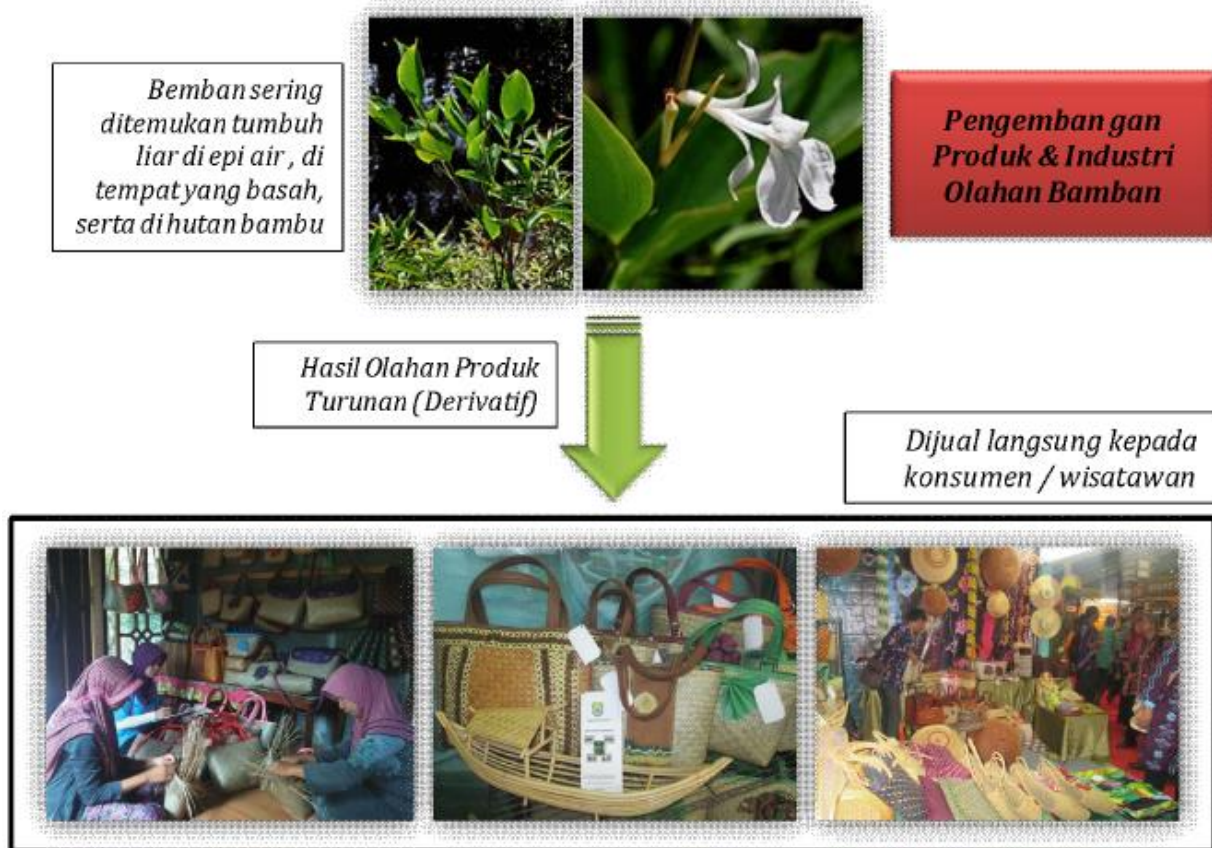 Bemban sering
ditemukan tumbuh
liar di epi air , di
tempat yang basah,
serta di hutan bambu
Pengemban gan
Produk & Industri
Olahan Bamban
Hasil Olahan Produk
Turunan (Derivatif)
Dijual langsung kepada
konsumen / wisatawan